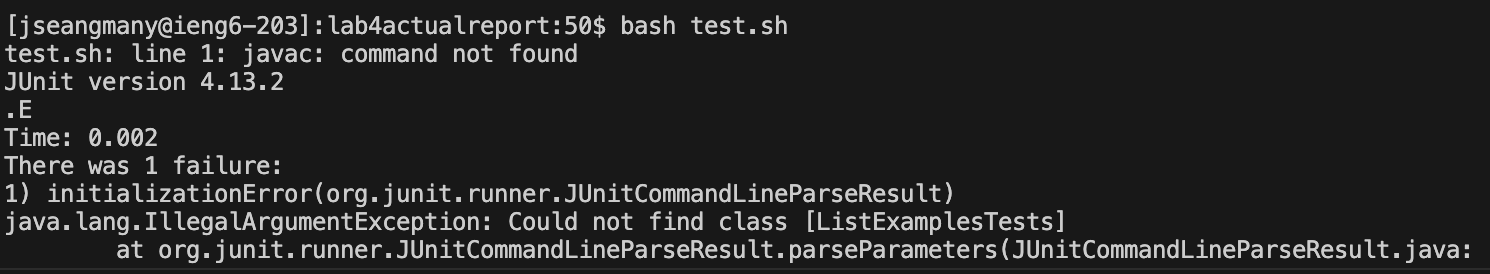 [jseangmany@ieng6-203]:lab4actualreport:50$ bash test.sh
test.sh: line 1: javac: command not found
JUnit version 4.13.2
.E
Time: 0.002
There was 1 failure:
1) initializationError(org.junit.runner.JUnitCommandLineParseResult)
java.lang.IllegalArgumentException: Could not find class [ListExamplesTests]
        at org.junit.runner.JUnitCommandLineParseResult.parseParameters(JUnitCommandLineParseResult.java: